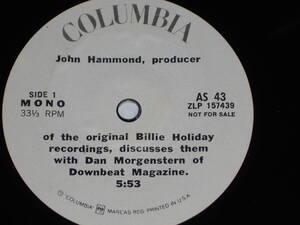 COLUMBIA
John Hammond, producer
SIDE 1
MONO
33⅓ RPM
AS 43
ZLP 157439
NOT FOR SALE
of the original Billie Holiday
recordings, discusses them
with Dan Morgenstern of
Downbeat Magazine.
5:53
© "COLUMBIA" MARCAS REG. PRINTED IN U.S.A.